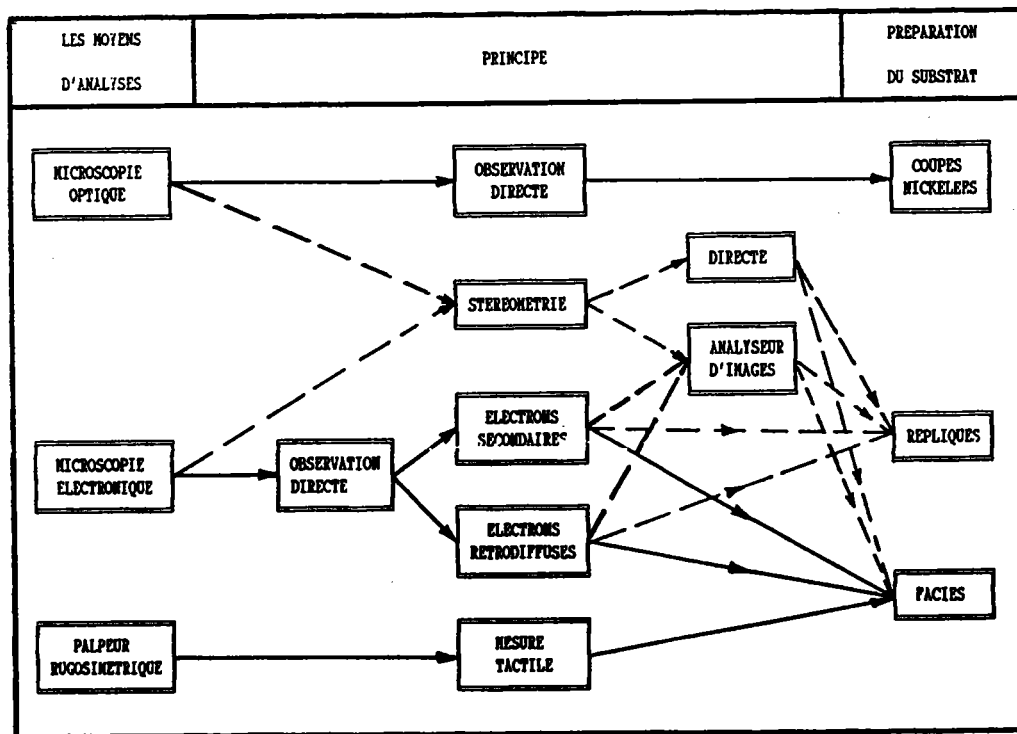 LES MOYENS
D'ANALYSES
PRINCIPE
PREPARATION
DU SUBSTRAT
MICROSCOPIE
OPTIQUE
OBSERVATION
DIRECTE
COUPES
NICKELEES
DIRECTE
STEREOMETRIE
ANALYSEUR
D'IMAGES
ELECTRONS
SECONDAIRES
REPLIQUES
MICROSCOPIE
ELECTRONIQUE
OBSERVATION
DIRECTE
ELECTRONS
RETRODIFFUSES
FACIES
PALPEUR
RUGOSIMETRIQUE
MESURE
TACTILE